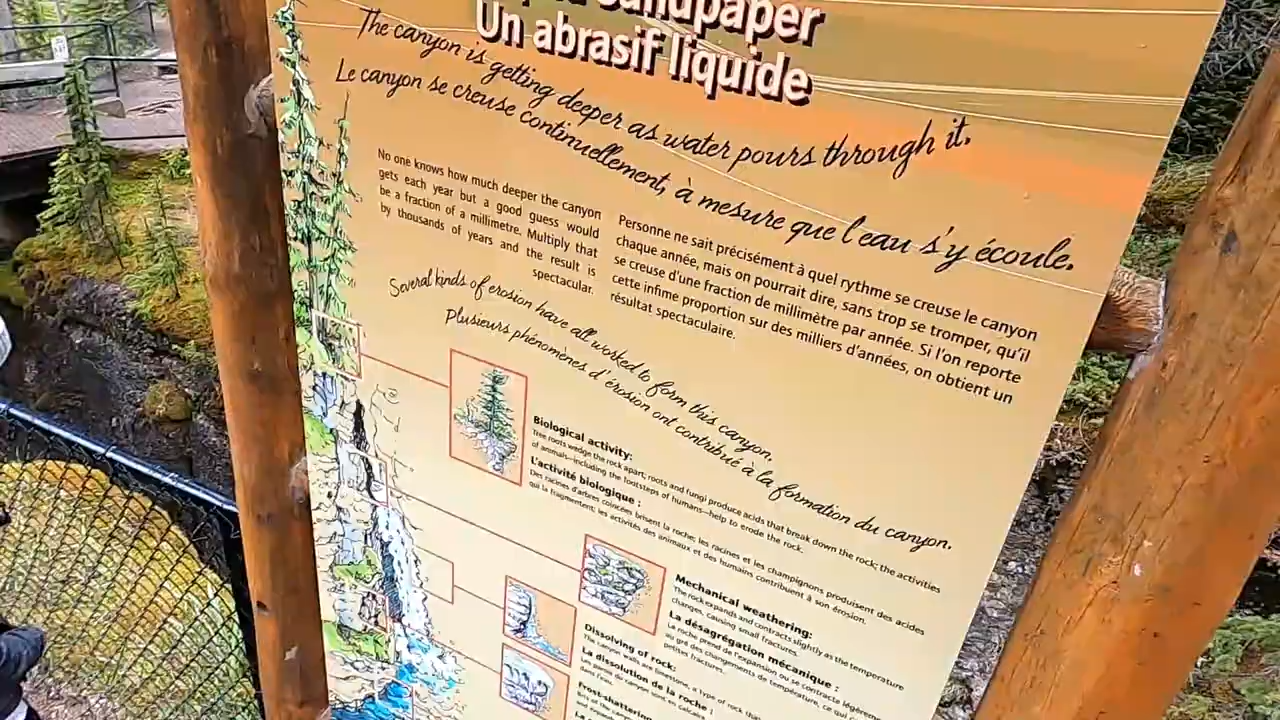 sandpaper
Un abrasif liquide
The canyon is getting deeper as water pours through it.
Le canyon se creuse continuellement, à mesure que l'eau s'y écoule.
No one knows how much deeper the canyon
gets each year but a good guess would
be a fraction of a millimetre. Multiply that
by thousands of years and the result is
spectacular.
Personne ne sait précisément à quel rythme se creuse le canyon
chaque année, mais on pourrait dire, sans trop se tromper, qu'il
se creuse d'une fraction de millimètre par année. Si l'on reporte
cette infime proportion sur des milliers d'années, on obtient un
résultat spectaculaire.
Several kinds of erosion have all worked to form this canyon.
Plusieurs phénomènes d'érosion ont contribué à la formation du canyon.
Biological activity:
Tree roots wedge the rock apart; roots and fungi produce acids that break down the rock; the activities
of animals—including the footsteps of humans—help to erode the rock.
L'activité biologique :
Des racines d'arbres coincées brisent la roche; les racines et les champignons produisent des acides
qui la fragmentent; les activités des animaux et des humains contribuent à son érosion.
Mechanical weathering:
The rock expands and contracts slightly as the temperature
changes, causing small fractures.
La désagrégation mécanique :
La roche prend de l'expansion ou se contracte légèrement
au gré des changements de température, ce qui
petites fractures.
Dissolving of rock:
The canyon walls are limestone, a type of rock
La dissolution de la roche :
Les parois du canyon sont en calcaire
Frost-shattering